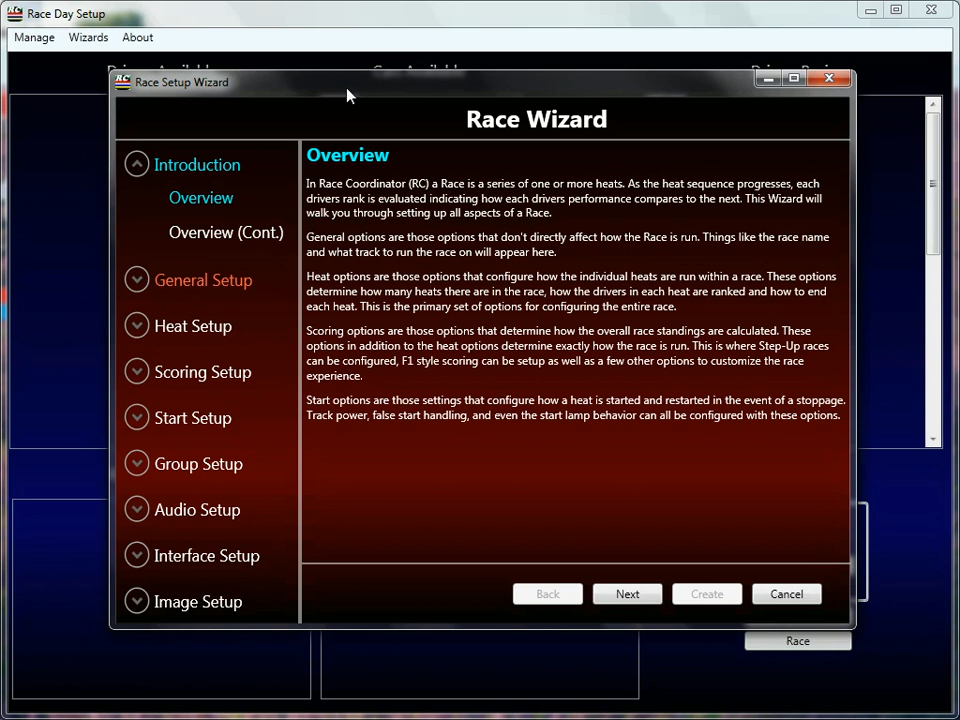 RC Race Day Setup
Manage Wizards About
RC Race Setup Wizard
Race Wizard
Introduction
Overview
Overview (Cont.)
General Setup
Heat Setup
Scoring Setup
Start Setup
Group Setup
Audio Setup
Interface Setup
Image Setup
Overview
In Race Coordinator (RC) a Race is a series of one or more heats. As the heat sequence progresses, each
drivers rank is evaluated indicating how each drivers performance compares to the next. This Wizard will
walk you through setting up all aspects of a Race.
General options are those options that don't directly affect how the Race is run. Things like the race name
and what track to run the race on will appear here.
Heat options are those options that configure how the individual heats are run within a race. These options
determine how many heats there are in the race, how the drivers in each heat are ranked and how to end
each heat. This is the primary set of options for configuring the entire race.
Scoring options are those options that determine how the overall race standings are calculated. These
options in addition to the heat options determine exactly how the race is run. This is where Step-Up races
can be configured, F1 style scoring can be setup as well as a few other options to customize the race
experience.
Start options are those settings that configure how a heat is started and restarted in the event of a stoppage.
Track power, false start handling, and even the start lamp behavior can all be configured with these options.
Back Next Create Cancel
Race